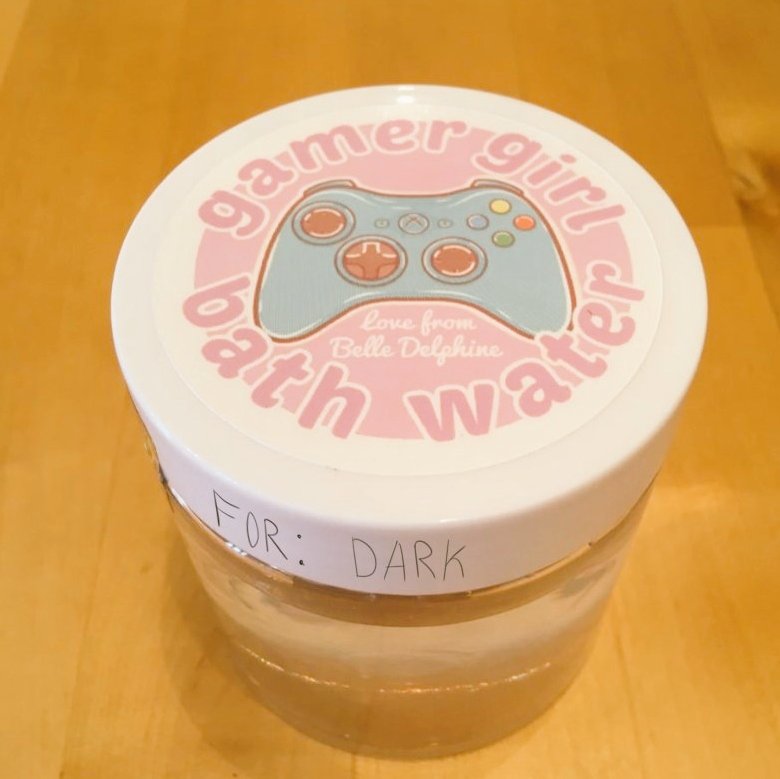 gamer girl
Love from
Belle Delphine
bath water
FOR: DARK